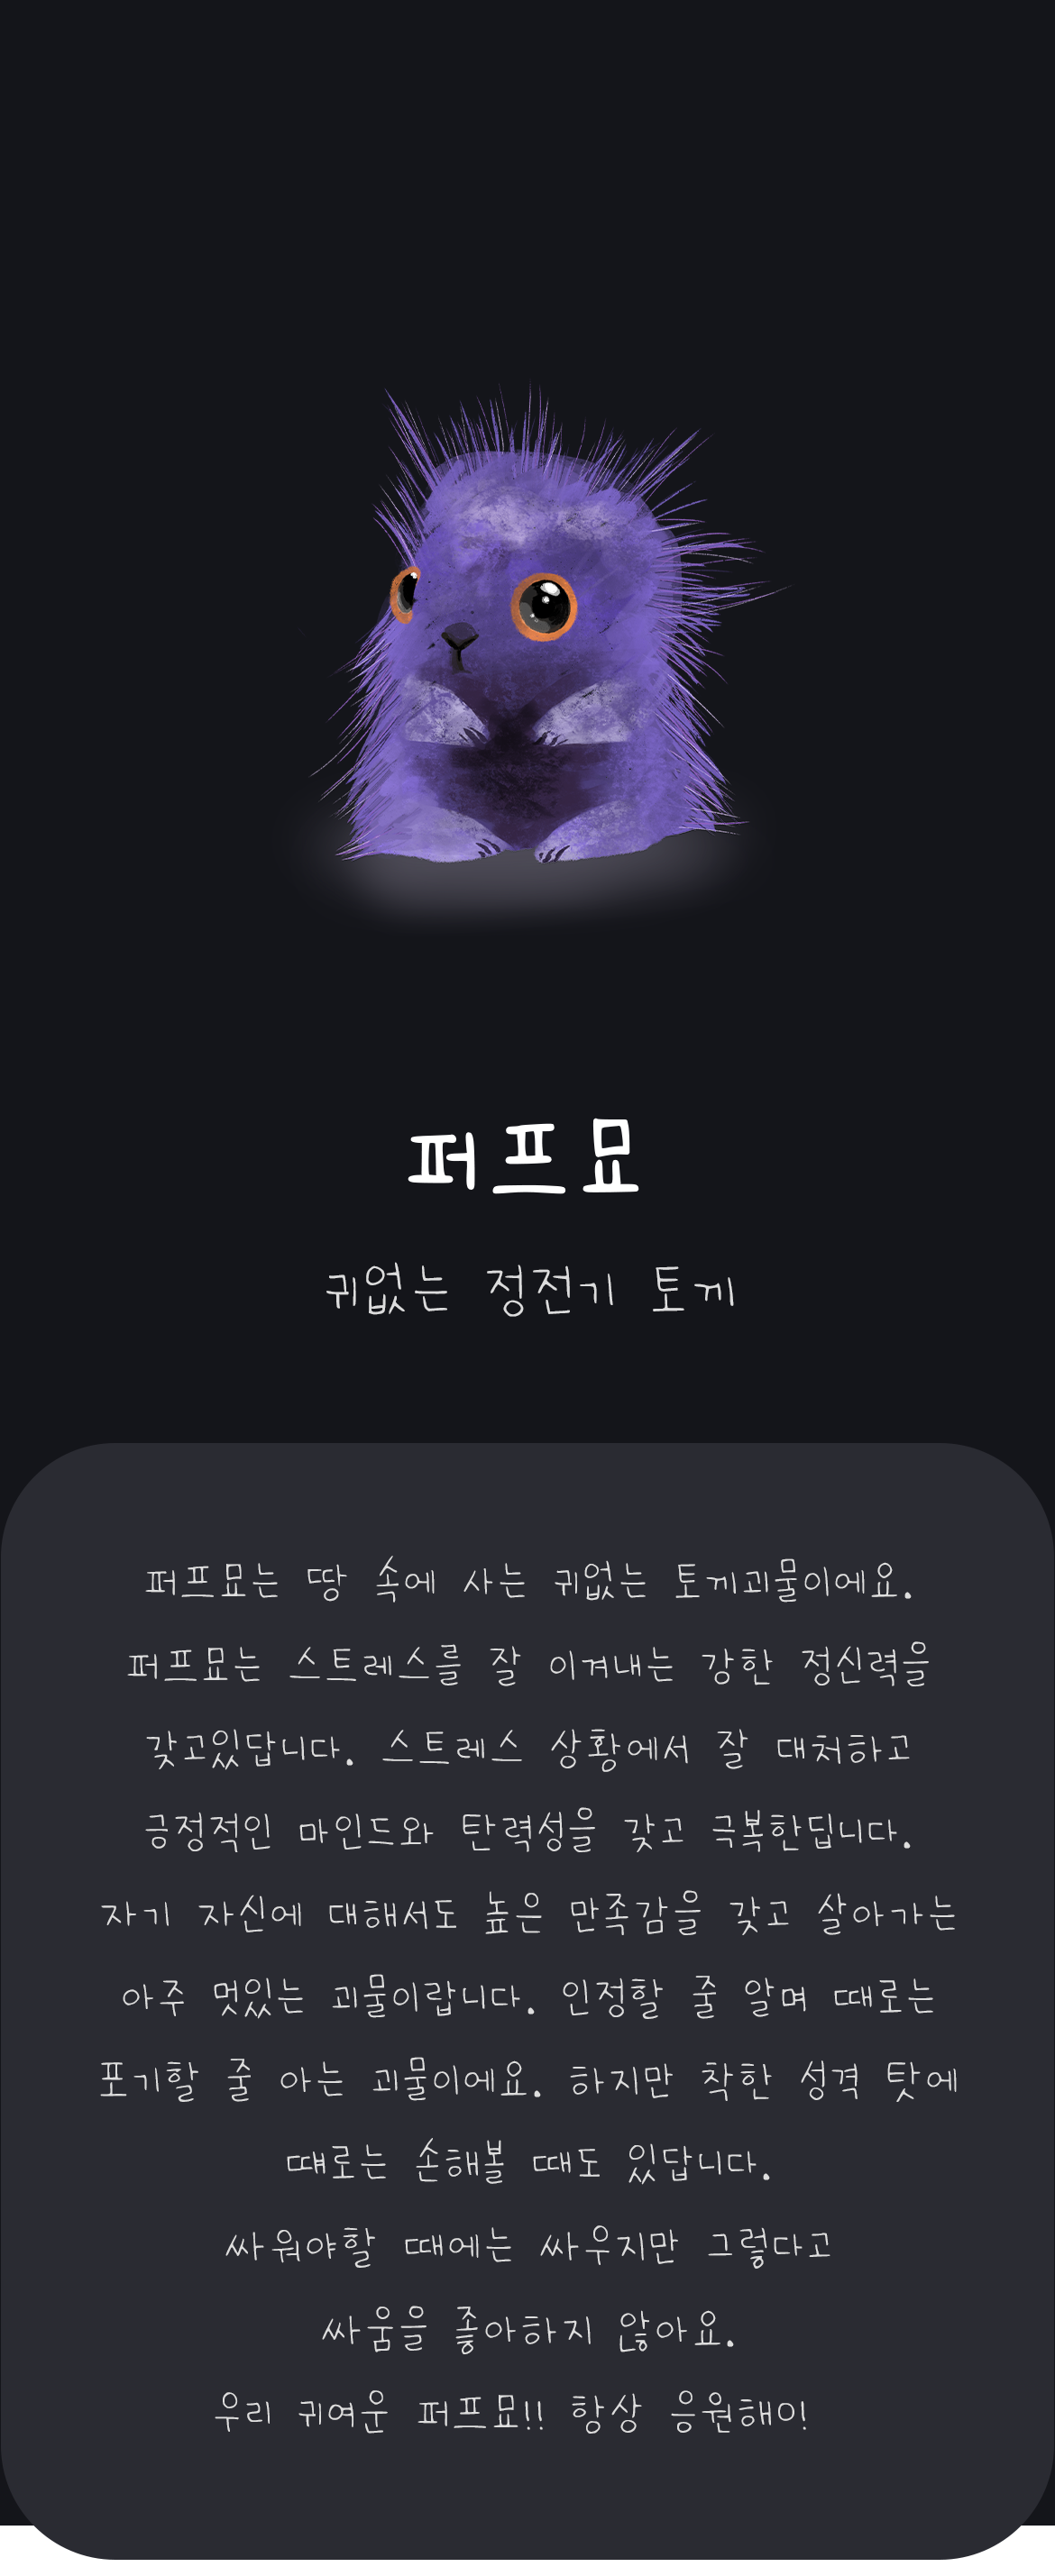 퍼프묘
귀없는 정전기 토끼
퍼프묘는 땅 속에 사는 귀없는 토끼괴물이에요.
퍼프묘는 스트레스를 잘 이겨내는 강한 정신력을
갖고있답니다. 스트레스 상황에서 잘 대처하고
긍정적인 마인드와 탄력성을 갖고 극복한딥니다.
자기 자신에 대해서도 높은 만족감을 갖고 살아가는
아주 멋있는 괴물이랍니다. 인정할 줄 알며 때로는
포기할 줄 아는 괴물이에요. 하지만 착한 성격 탓에
떄로는 손해볼 때도 있답니다.
싸워야할 때에는 싸우지만 그렇다고
싸움을 좋아하지 않아요.
우리 귀여운 퍼프묘!! 항상 응원해이!